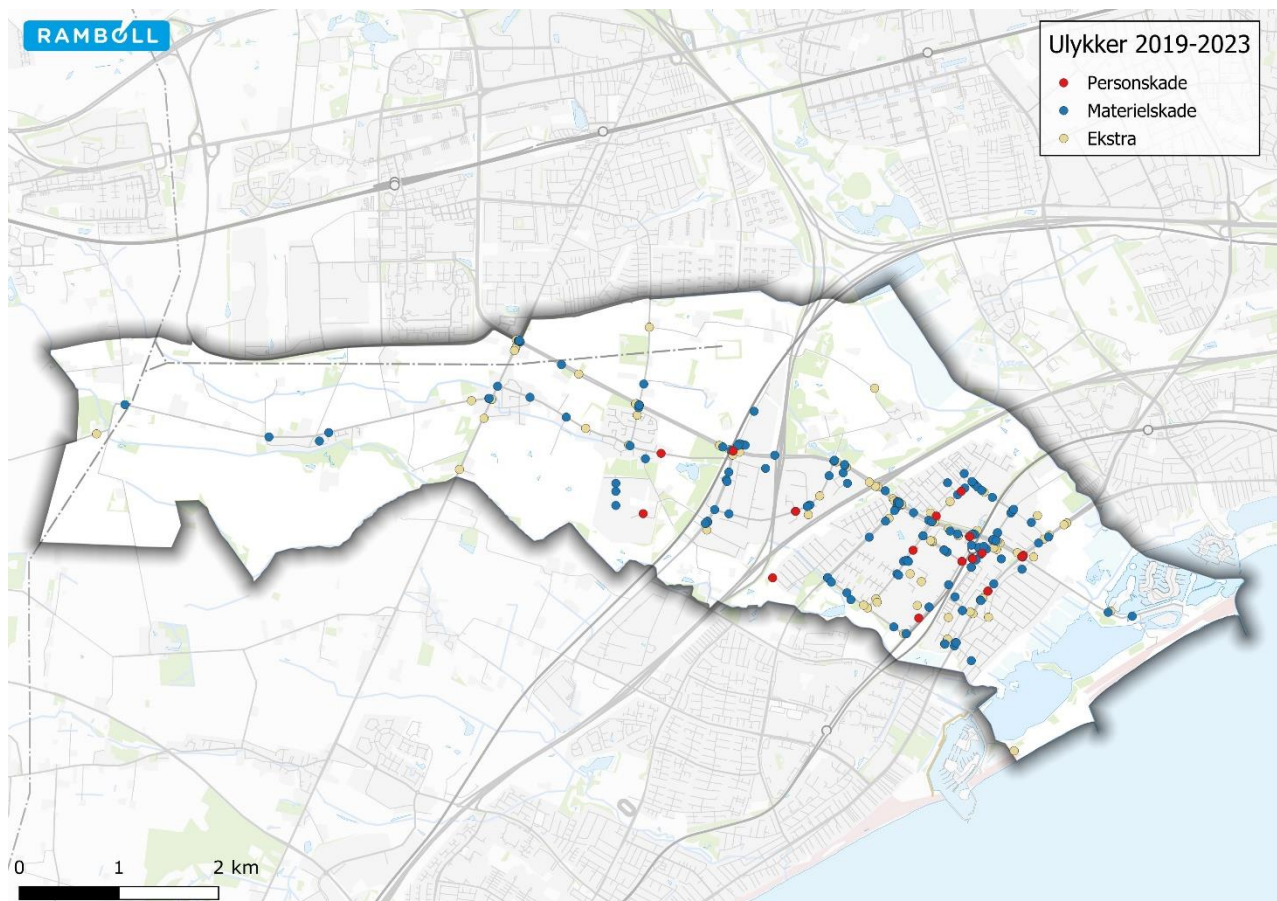 RAMBOLL
Ulykker 2019-2023
Personskade
Materielskade
Ekstra
0 1 2 km